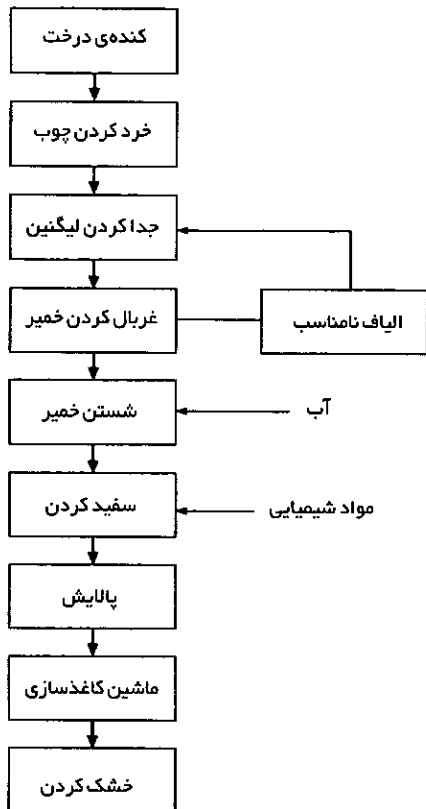 کنده‌ی درخت
خرد کردن چوب
جدا کردن لیگنین
غربال کردن خمیر
الیاف نامناسب
شستن خمیر
آب
سفید کردن
مواد شیمیایی
پالایش
ماشین کاغذسازی
خشک کردن